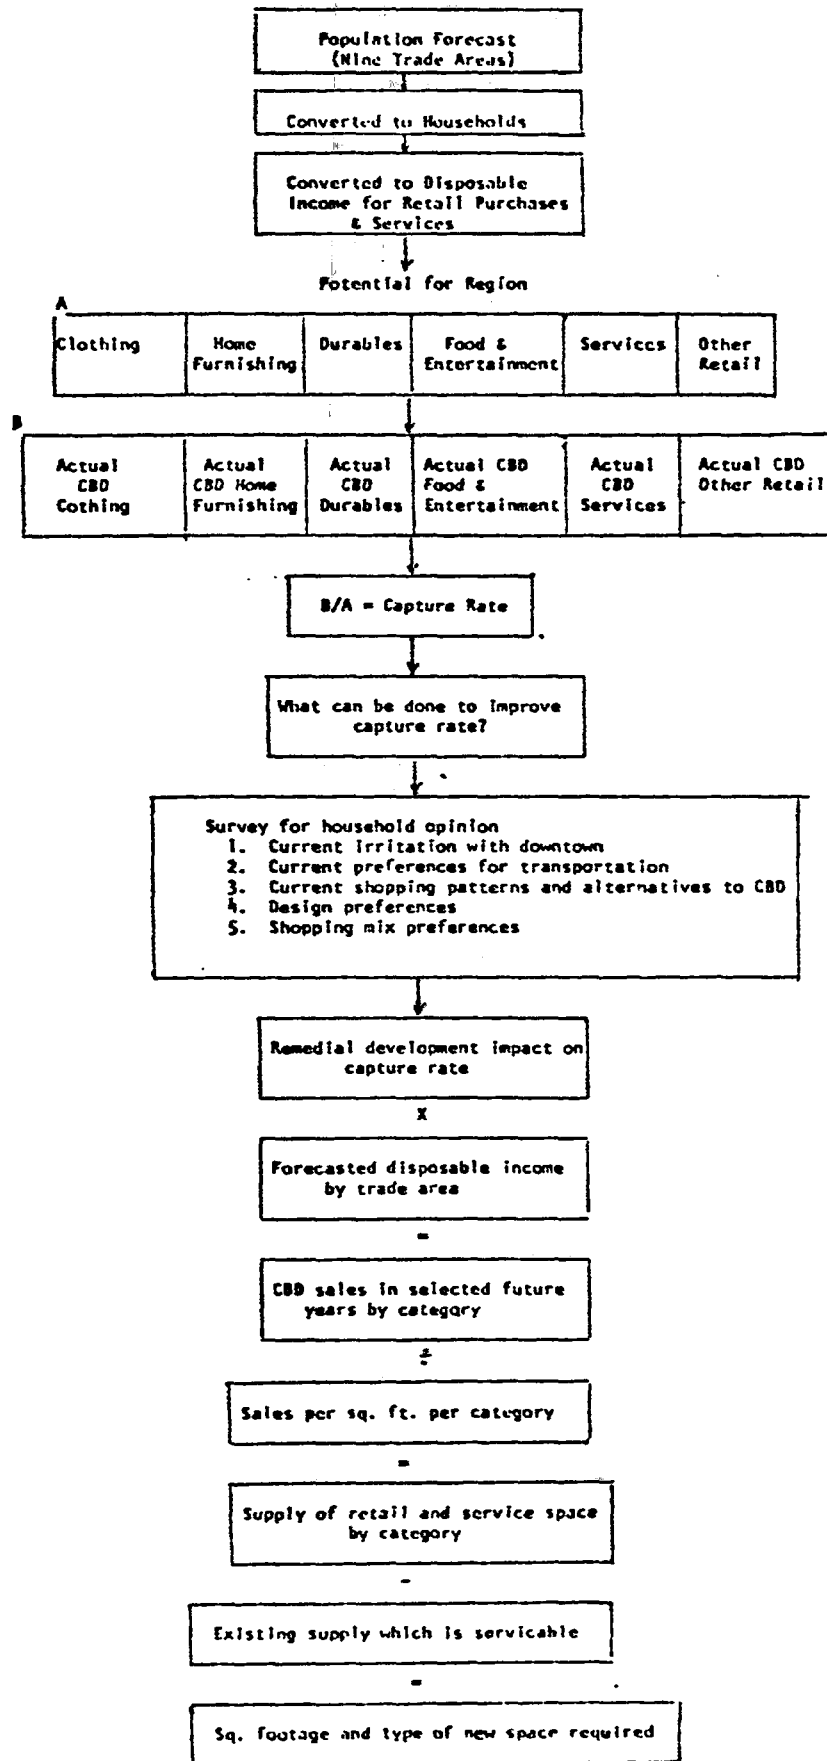 Population Forecast
(Nine Trade Areas)
Converted to Households
Converted to Disposable
Income for Retail Purchases
& Services
Potential for Region
A
Clothing
Home
Furnishing
Durables
Food &
Entertainment
Services
Other
Retail
B
Actual
CBD
Cothing
Actual
CBD Home
Furnishing
Actual
CBD
Durables
Actual CBD
Food &
Entertainment
Actual
CBD
Services
Actual CBD
Other Retail
B/A = Capture Rate
What can be done to improve
capture rate?
Survey for household opinion
1. Current irritation with downtown
2. Current preferences for transportation
3. Current shopping patterns and alternatives to CBD
4. Design preferences
5. Shopping mix preferences
Remedial development impact on
capture rate
X
Forecasted disposable income
by trade area
=
CBD sales in selected future
years by category
÷
Sales per sq. ft. per category
=
Supply of retail and service space
by category
-
Existing supply which is servicable
=
Sq. footage and type of new space required